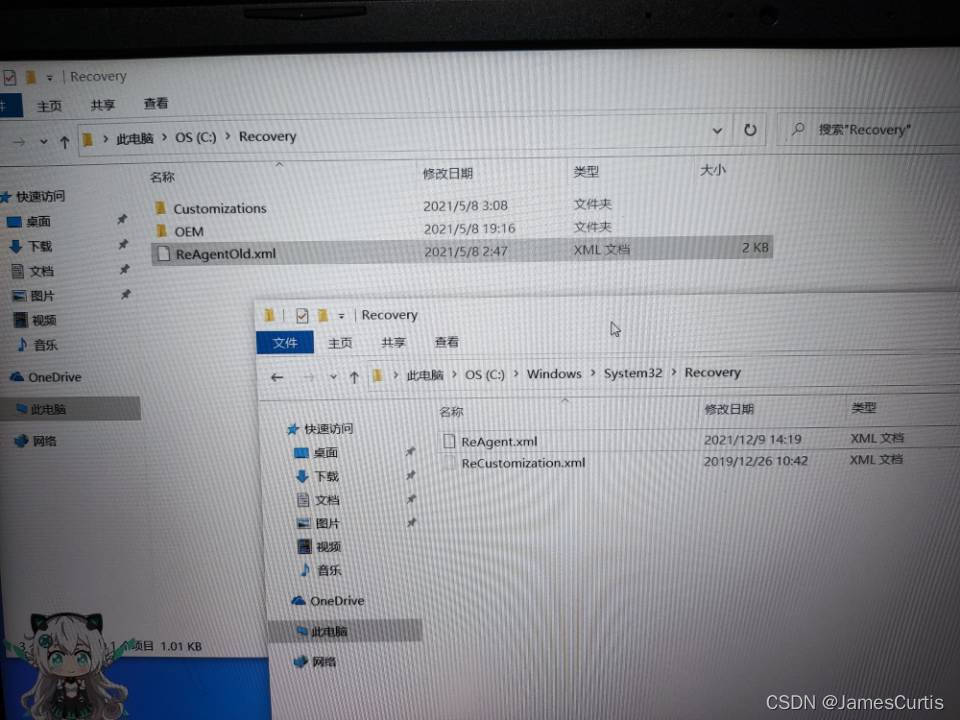 Recovery
主页 共享 查看
此电脑 OS (C:) Recovery 搜索"Recovery"
名称 修改日期 类型 大小
快速访问
桌面
下载
文档
图片
视频
音乐
OneDrive
此电脑
网络
Customizations 2021/5/8 3:08 文件夹
OEM 2021/5/8 19:16 文件夹
ReAgentOld.xml 2021/5/8 2:47 XML 文档 2 KB
项目 1.01 KB
Recovery
文件 主页 共享 查看
此电脑 OS (C:) Windows System32 Recovery
名称 修改日期 类型
快速访问
桌面
下载
文档
图片
视频
音乐
OneDrive
此电脑
网络
ReAgent.xml 2021/12/9 14:19 XML 文档
ReCustomization.xml 2019/12/26 10:42 XML 文档
CSDN @JamesCurtis